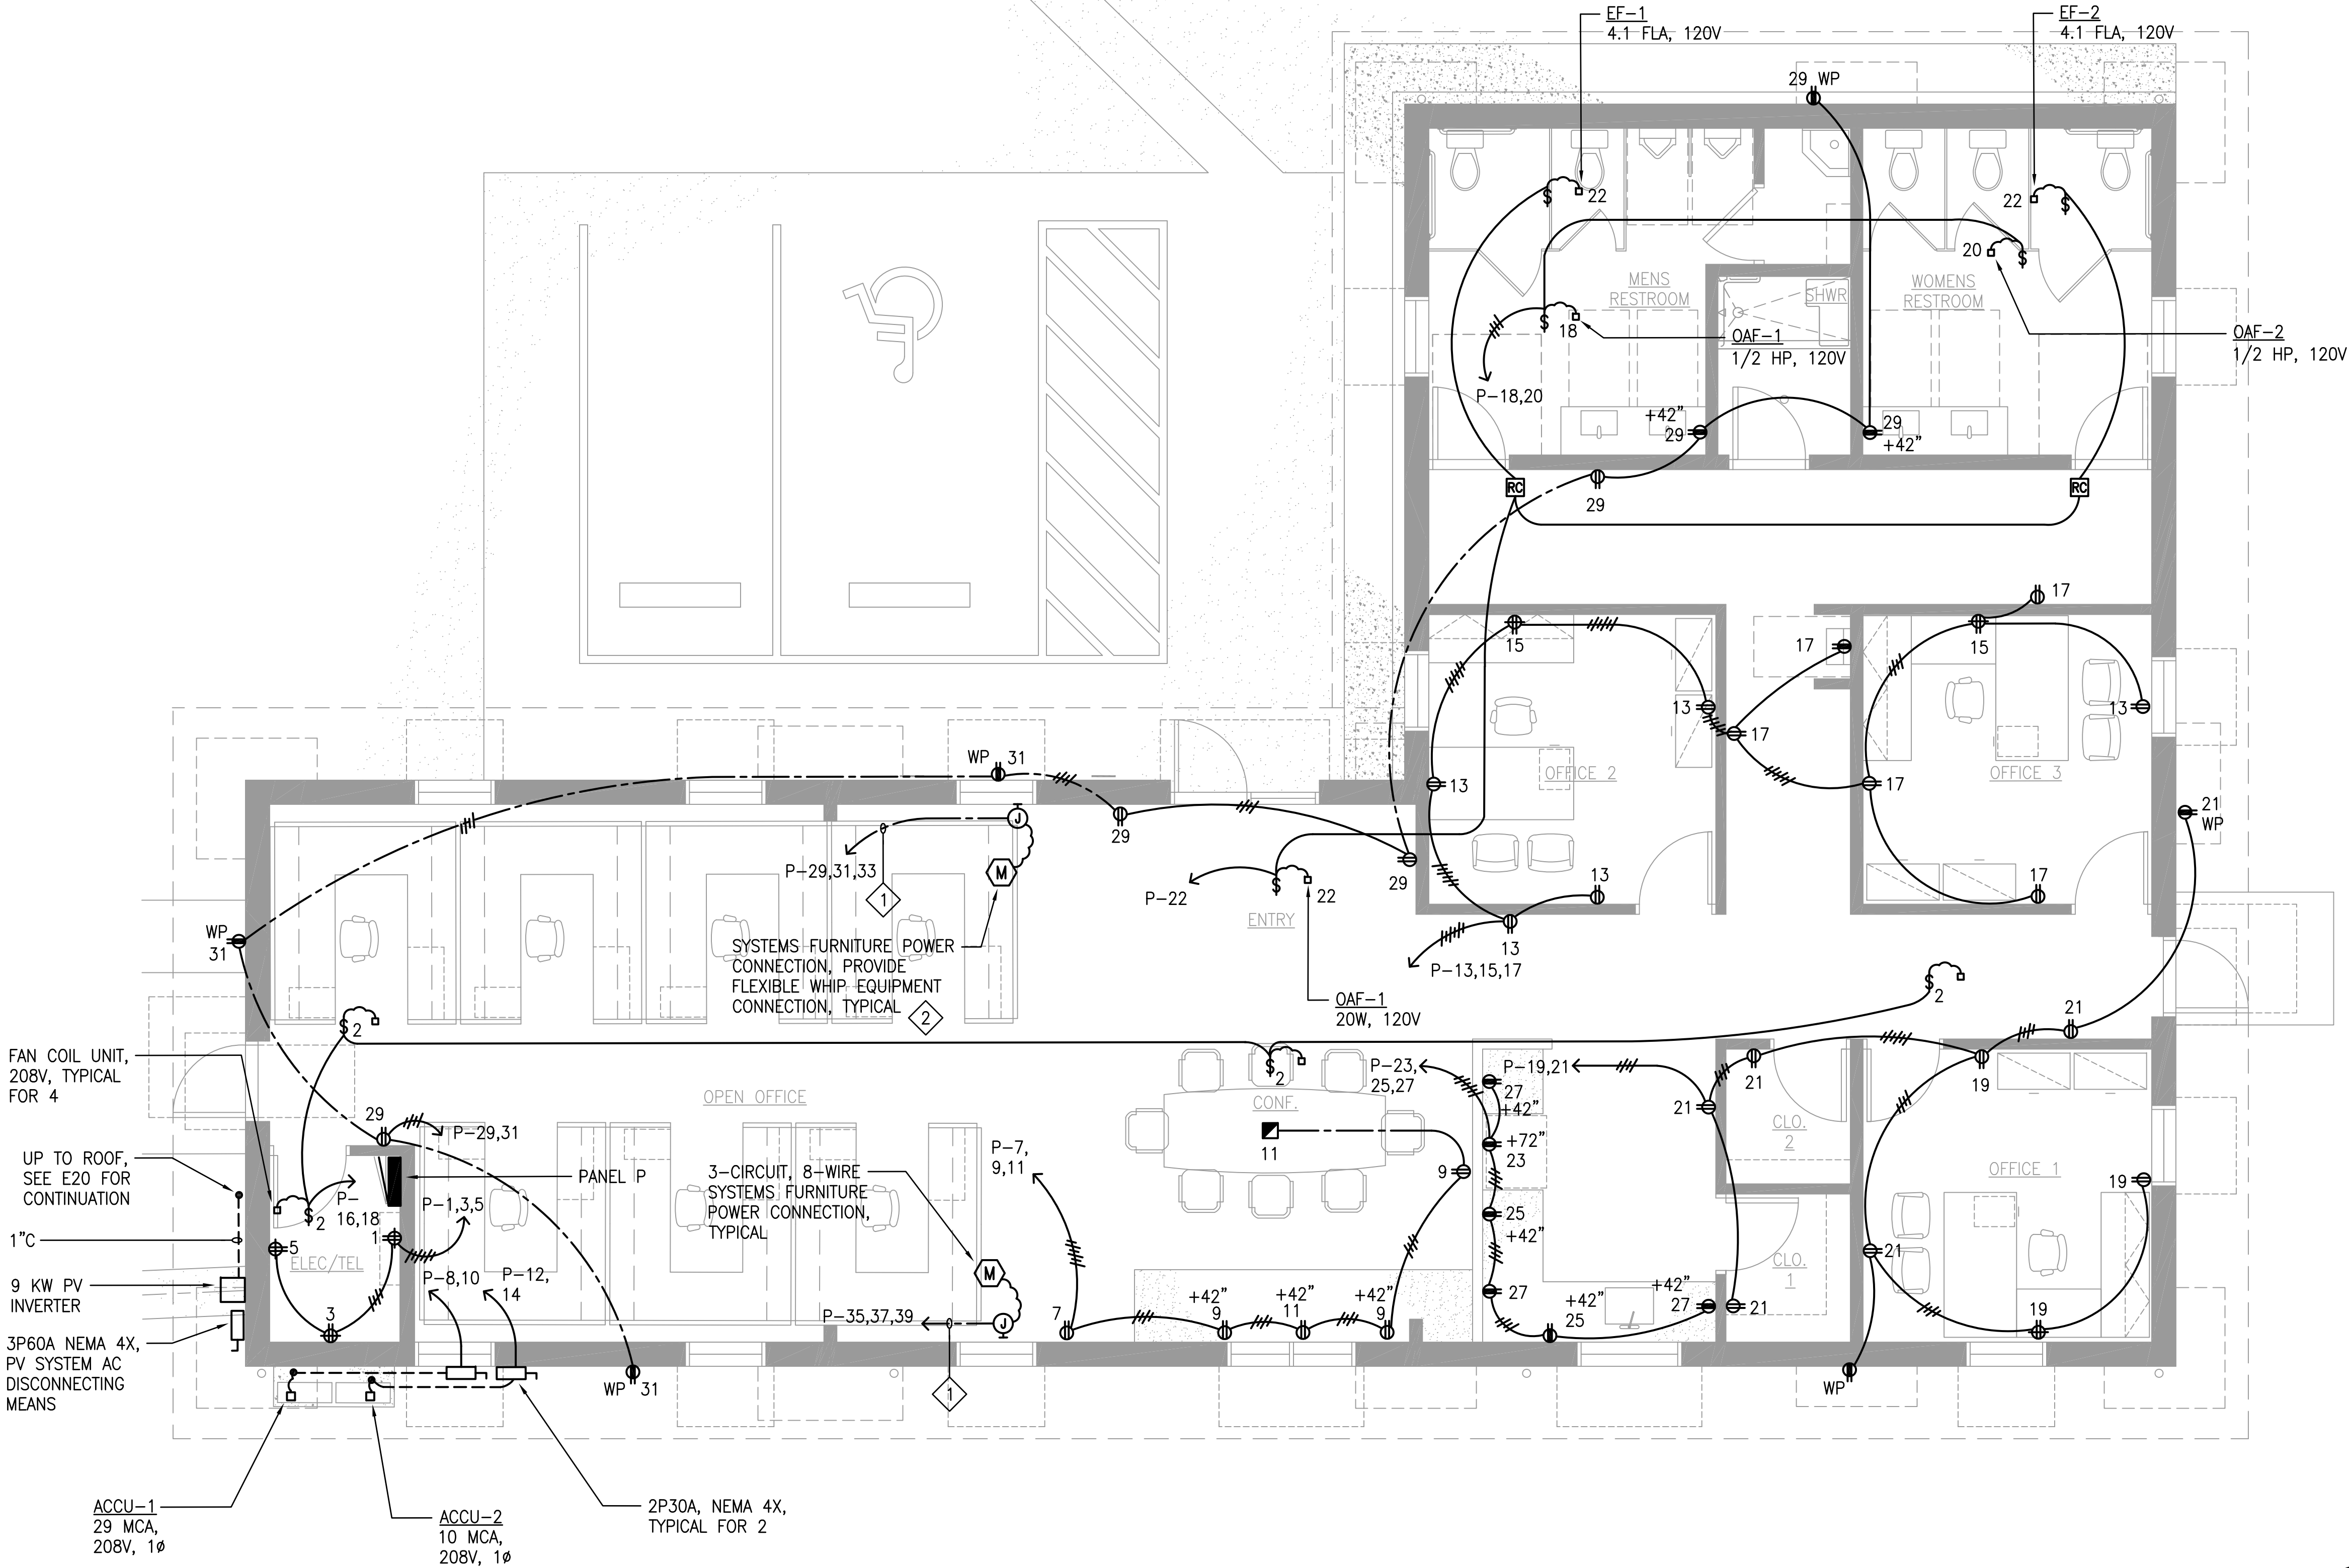 EF-1
4.1 FLA, 120V
EF-2
4.1 FLA, 120V
29 WP
22
22
20
18
MENS
RESTROOM
SHWR
WOMENS
RESTROOM
OAF-1
1/2 HP, 120V
OAF-2
1/2 HP, 120V
P-18,20
+42"
29
29
+42"
RC
RC
29
17
15
15
17
13
17
13
13
OFFICE 2
17
OFFICE 3
WP 31
21
WP
29
J
M
P-29,31,33
1
29
P-22
22
ENTRY
13
17
13
P-13,15,17
WP
31
SYSTEMS FURNITURE POWER
CONNECTION, PROVIDE
FLEXIBLE WHIP EQUIPMENT
CONNECTION, TYPICAL
2
OAF-1
20W, 120V
$
2
$
2
$
2
21
FAN COIL UNIT,
208V, TYPICAL
FOR 4
OPEN OFFICE
CONF.
P-23,
25,27
P-19,21
27
+42"
21
21
19
CLO.
2
29
P-29,31
11
9
+72"
23
UP TO ROOF,
SEE E20 FOR
CONTINUATION
PANEL P
P-7,
9,11
OFFICE 1
19
3-CIRCUIT, 8-WIRE
SYSTEMS FURNITURE
POWER CONNECTION,
TYPICAL
P-
16,18
$
2
P-1,3,5
25
+42"
1"C
5
1
ELEC/TEL
21
CLO.
1
9 KW PV
INVERTER
P-8,10
P-12,
14
M
J
P-35,37,39
27
+42"
27
21
3
7
+42"
9
+42"
11
+42"
9
+42"
25
19
3P60A NEMA 4X,
PV SYSTEM AC
DISCONNECTING
MEANS
WP 31
1
WP
ACCU-1
29 MCA,
208V, 1ø
ACCU-2
10 MCA,
208V, 1ø
2P30A, NEMA 4X,
TYPICAL FOR 2